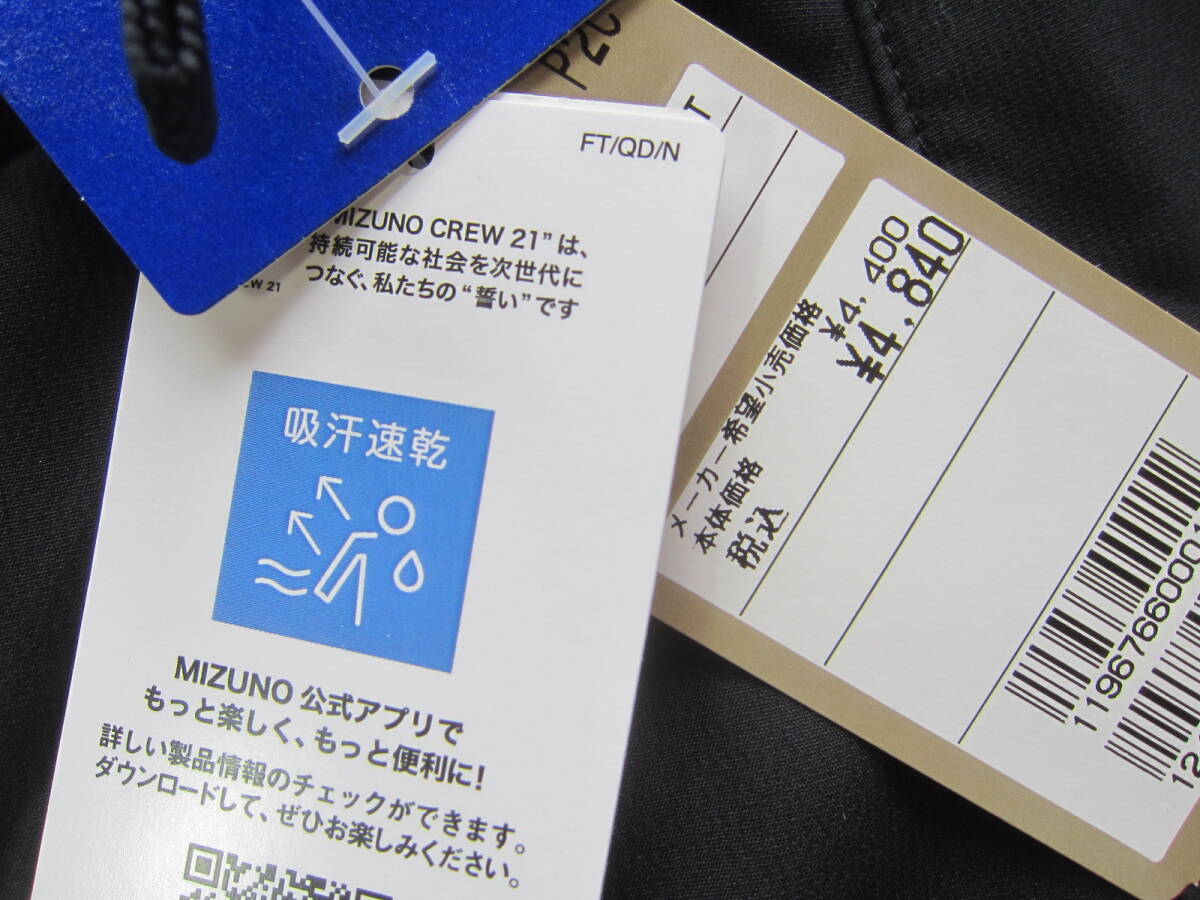 FT/QD/N
MIZUNO CREW 21”は、
持続可能な社会を次世代に
つなぐ、私たちの“誓い”です
EW 21
吸汗速乾
MIZUNO 公式アプリで
もっと楽しく、もっと便利に!
詳しい製品情報のチェックができます。
ダウンロードして、ぜひお楽しみください。
T
メーカー希望小売価格
本体価格 ¥4,400
税込 ¥4,840
1196766000
12